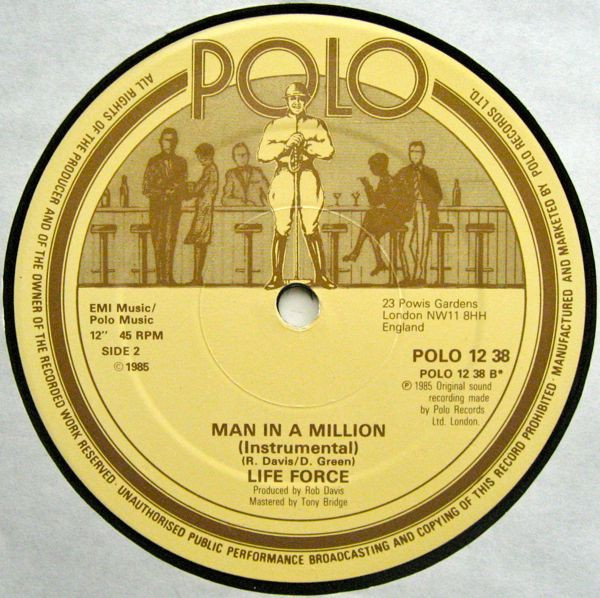 POLO
EMI Music/
Polo Music
12" 45 RPM
SIDE 2
© 1985
23 Powis Gardens
London NW11 8HH
England
POLO 12 38
POLO 12 38 B*
℗ 1985 Original sound
recording made
by Polo Records
Ltd. London.
MAN IN A MILLION
(Instrumental)
(R. Davis/D. Green)
LIFE FORCE
Produced by Rob Davis
Mastered by Tony Bridge
ALL RIGHTS OF THE PRODUCER AND OF THE OWNER OF THE RECORDED WORK RESERVED · UNAUTHORISED PUBLIC PERFORMANCE BROADCASTING AND COPYING OF THIS RECORD PROHIBITED · MANUFACTURED AND MARKETED BY POLO RECORDS LTD.